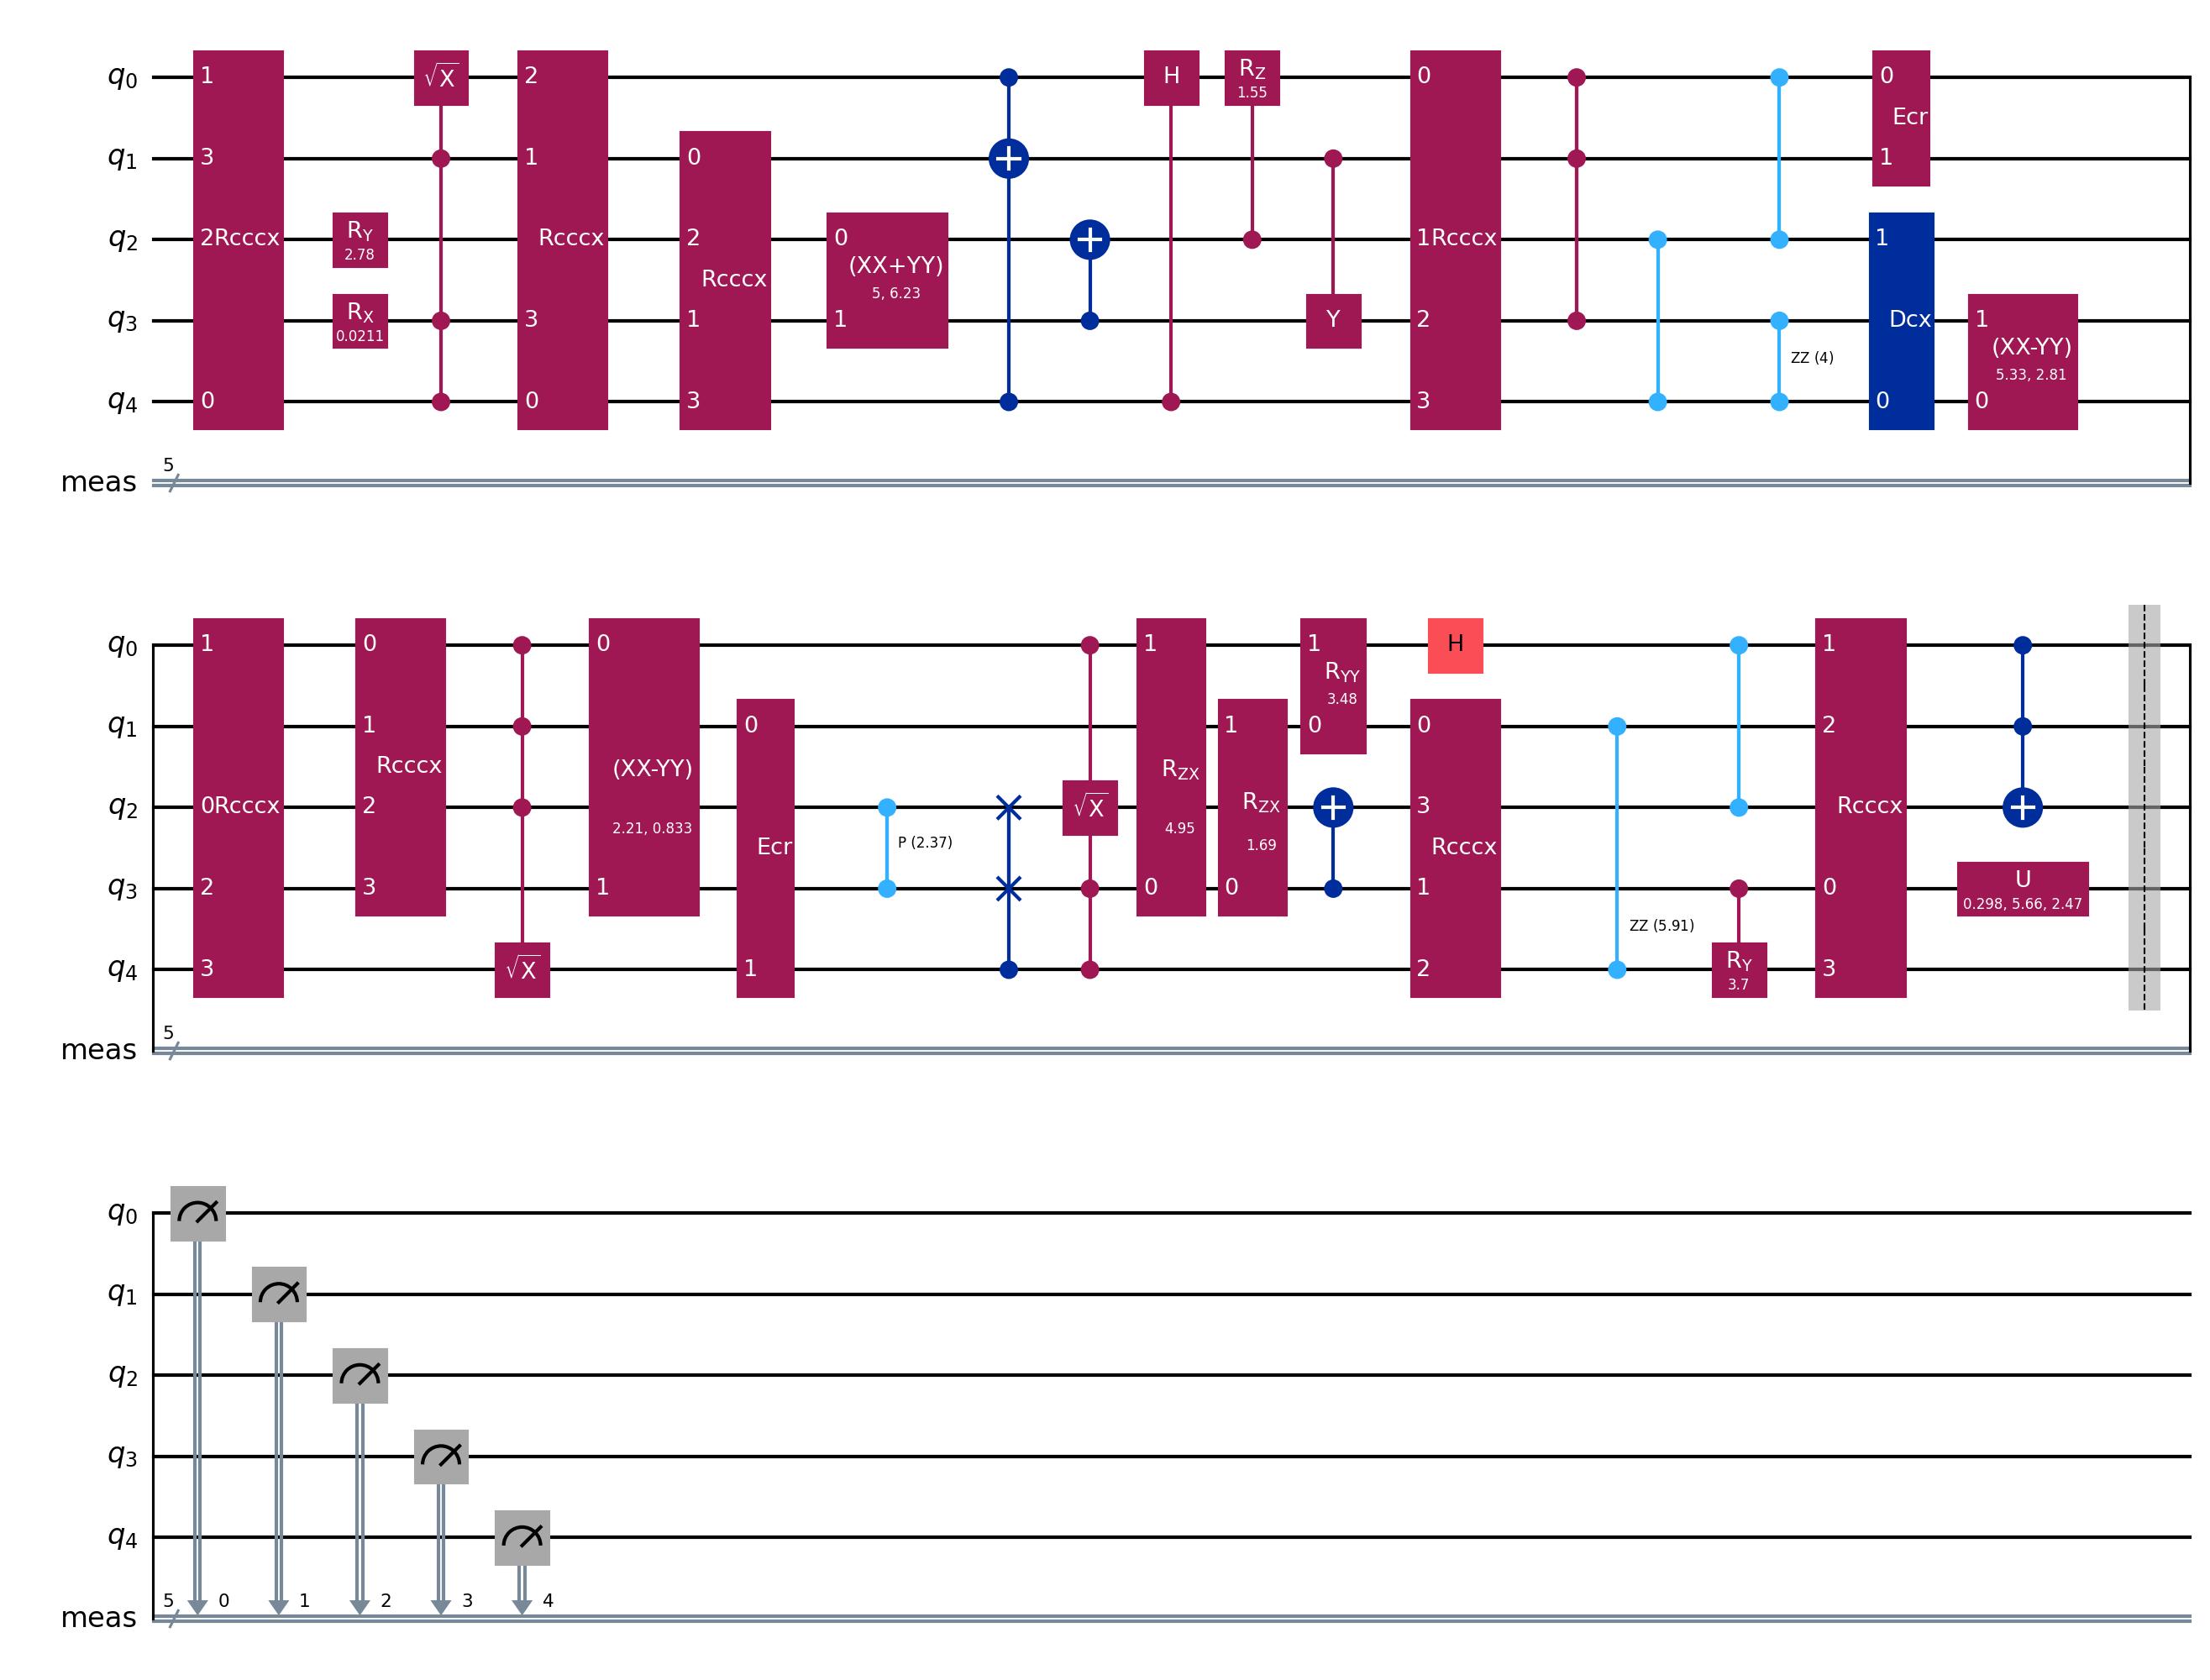 q0 1 √X 2 H RZ 1.55 0 0 Ecr
q1 3 1 0 1
q2 2 Rcccx RY 2.78 Rcccx 2 Rcccx 0 (XX+YY) 5, 6.23 1 Rcccx 1 Dcx
q3 RX 0.0211 3 1 1 Y 2 ZZ (4) 1 (XX-YY) 5.33, 2.81
q4 0 0 3 3 0 0
meas 5
q0 1 0 0 1 1 RYY 3.48 H 1
q1 1 Rcccx (XX-YY) 2.21, 0.833 0 RZX 4.95 1 0 0 2
q2 0 Rcccx 2 Ecr P (2.37) √X RZX 1.69 3 Rcccx Rcccx
q3 2 3 1 0 0 1 ZZ (5.91) 0 U 0.298, 5.66, 2.47
q4 3 √X 1 2 RY 3.7 3
meas 5
q0
q1
q2
q3
q4
meas 5 0 1 2 3 4